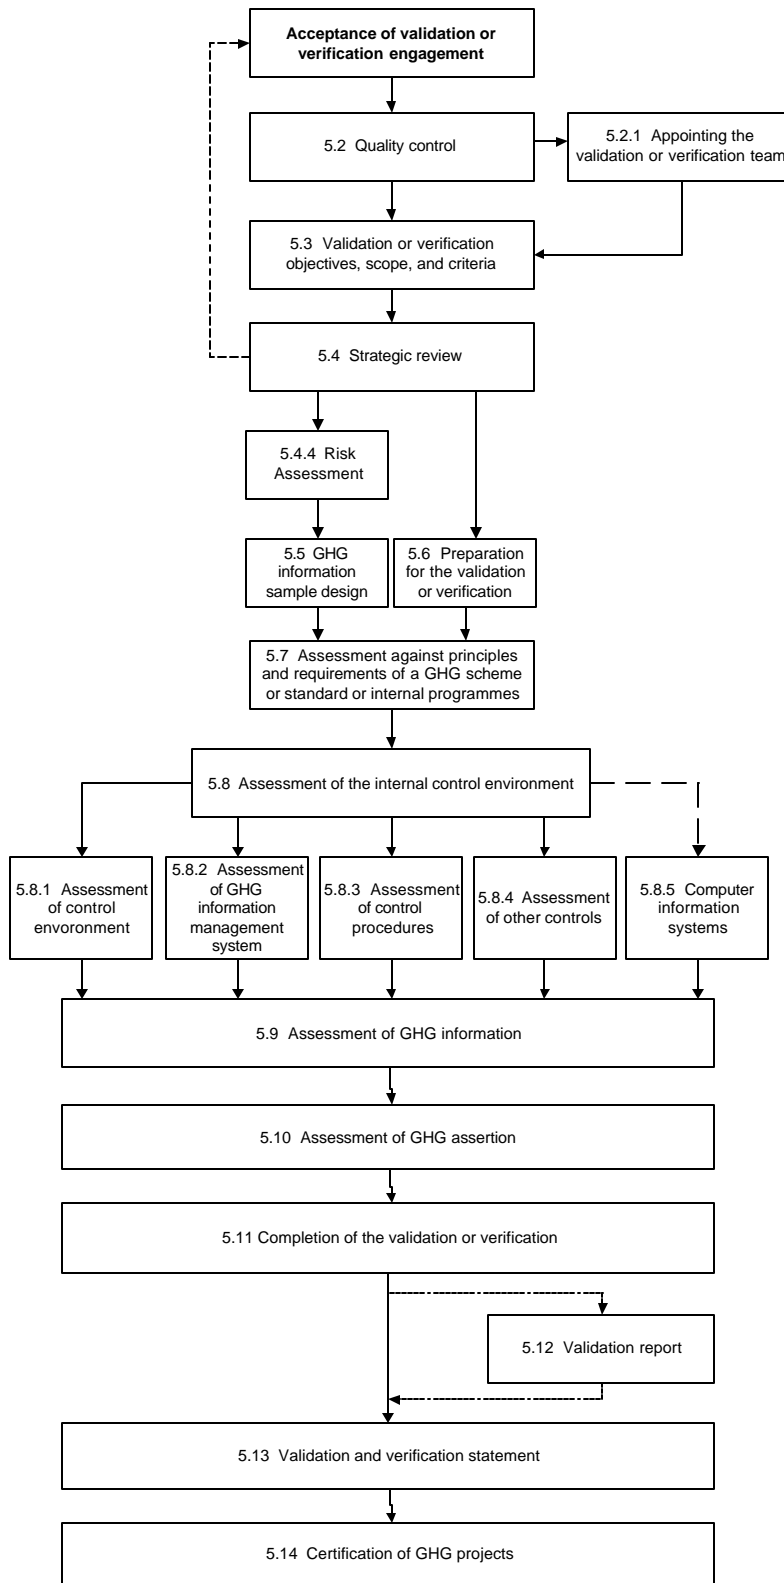 Acceptance of validation or
verification engagement
5.2 Quality control
5.2.1 Appointing the
validation or verification team
5.3 Validation or verification
objectives, scope, and criteria
5.4 Strategic review
5.4.4 Risk
Assessment
5.5 GHG
information
sample design
5.6 Preparation
for the validation
or verification
5.7 Assessment against principles
and requirements of a GHG scheme
or standard or internal programmes
5.8 Assessment of the internal control environment
5.8.1 Assessment
of control
envoronment
5.8.2 Assessment
of GHG
information
management
system
5.8.3 Assessment
of control
procedures
5.8.4 Assessment
of other controls
5.8.5 Computer
information
systems
5.9 Assessment of GHG information
5.10 Assessment of GHG assertion
5.11 Completion of the validation or verification
5.12 Validation report
5.13 Validation and verification statement
5.14 Certification of GHG projects